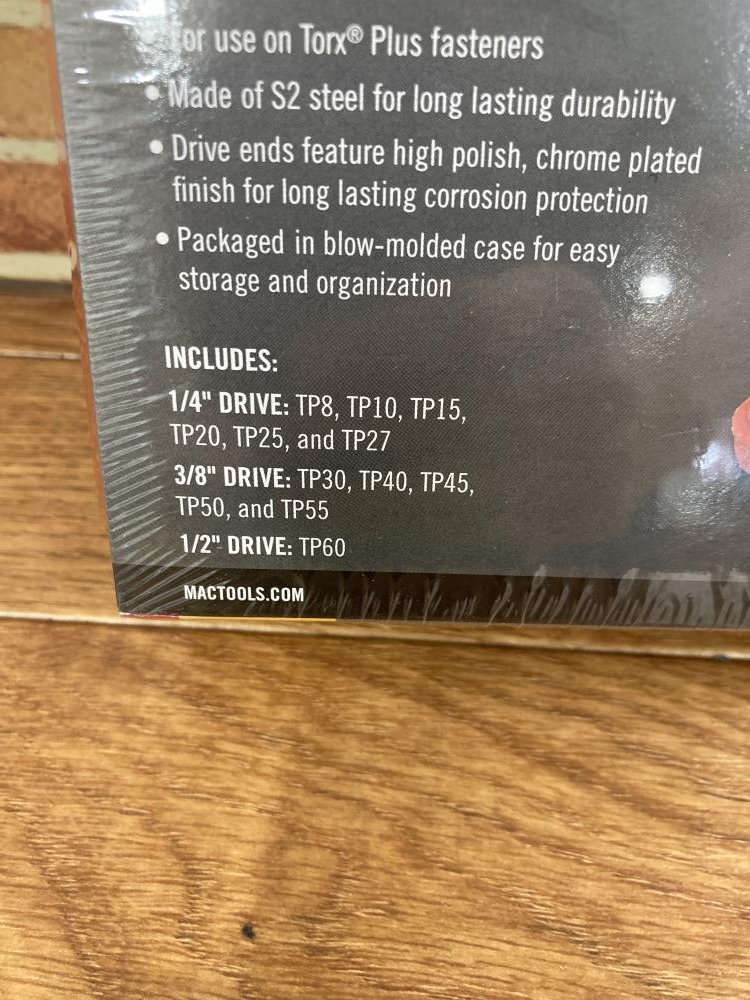 For use on Torx® Plus fasteners
• Made of S2 steel for long lasting durability
• Drive ends feature high polish, chrome plated
finish for long lasting corrosion protection
• Packaged in blow-molded case for easy
storage and organization
INCLUDES:
1/4" DRIVE: TP8, TP10, TP15,
TP20, TP25, and TP27
3/8" DRIVE: TP30, TP40, TP45,
TP50, and TP55
1/2" DRIVE: TP60
MACTOOLS.COM